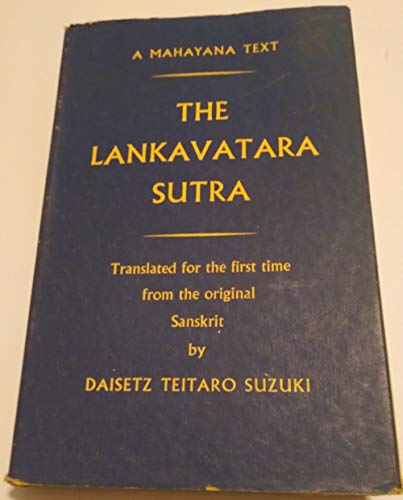 A MAHAYANA TEXT
THE
LANKAVATARA
SUTRA
Translated for the first time
from the original
Sanskrit
by
DAISETZ TEITARO SUZUKI